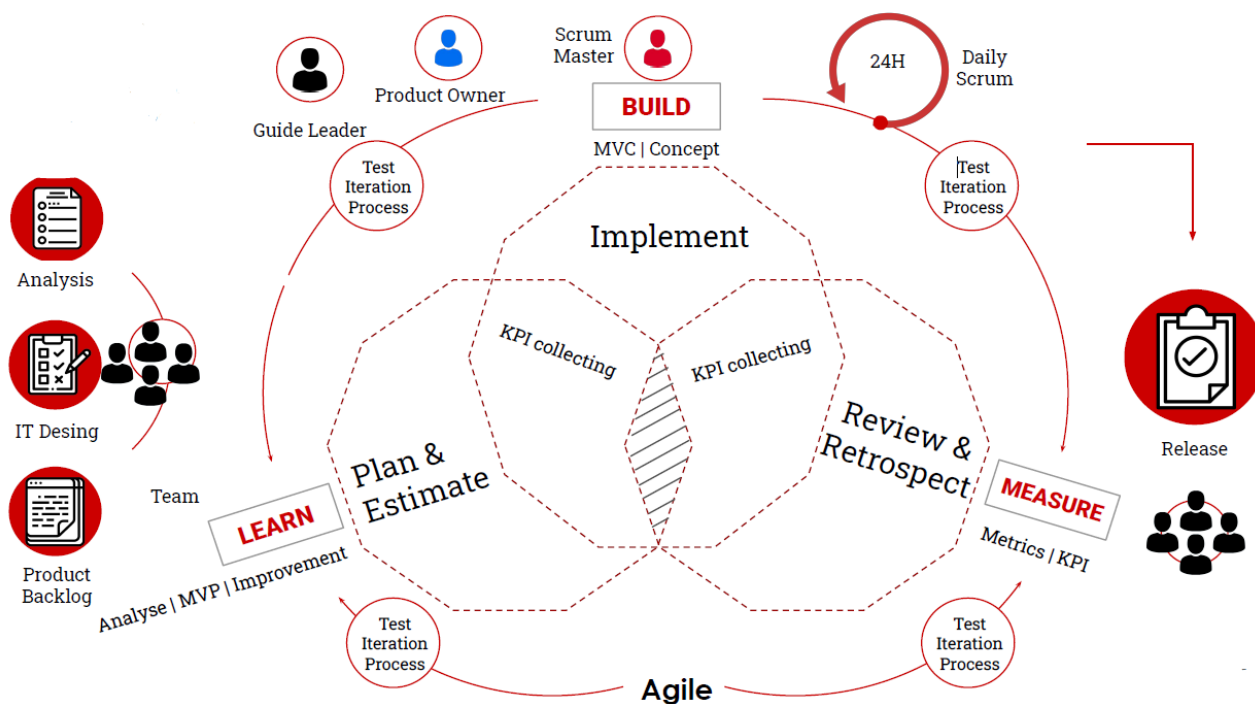 Scrum
Master
Product Owner
Guide Leader
BUILD
MVC | Concept
24H
Daily
Scrum
Test
Iteration
Process
Test
Iteration
Process
Analysis
IT Desing
Product
Backlog
Team
Implement
KPI collecting
KPI collecting
Plan &
Estimate
Review &
Retrospect
LEARN
Analyse | MVP | Improvement
MEASURE
Metrics | KPI
Release
Test
Iteration
Process
Test
Iteration
Process
Agile